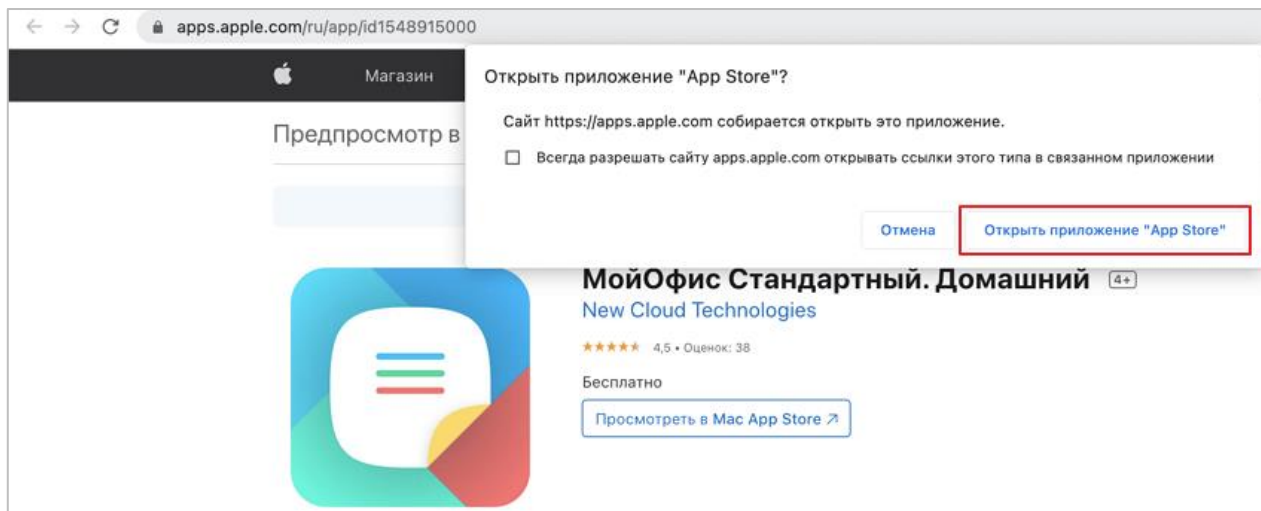 apps.apple.com/ru/app/id1548915000
Магазин
Открыть приложение "App Store"?
Предпросмотр в
Сайт https://apps.apple.com собирается открыть это приложение.
Всегда разрешать сайту apps.apple.com открывать ссылки этого типа в связанном приложении
Отмена
Открыть приложение "App Store"
МойОфис Стандартный. Домашний 4+
New Cloud Technologies
4,5 • Оценок: 38
Бесплатно
Просмотреть в Mac App Store ↗